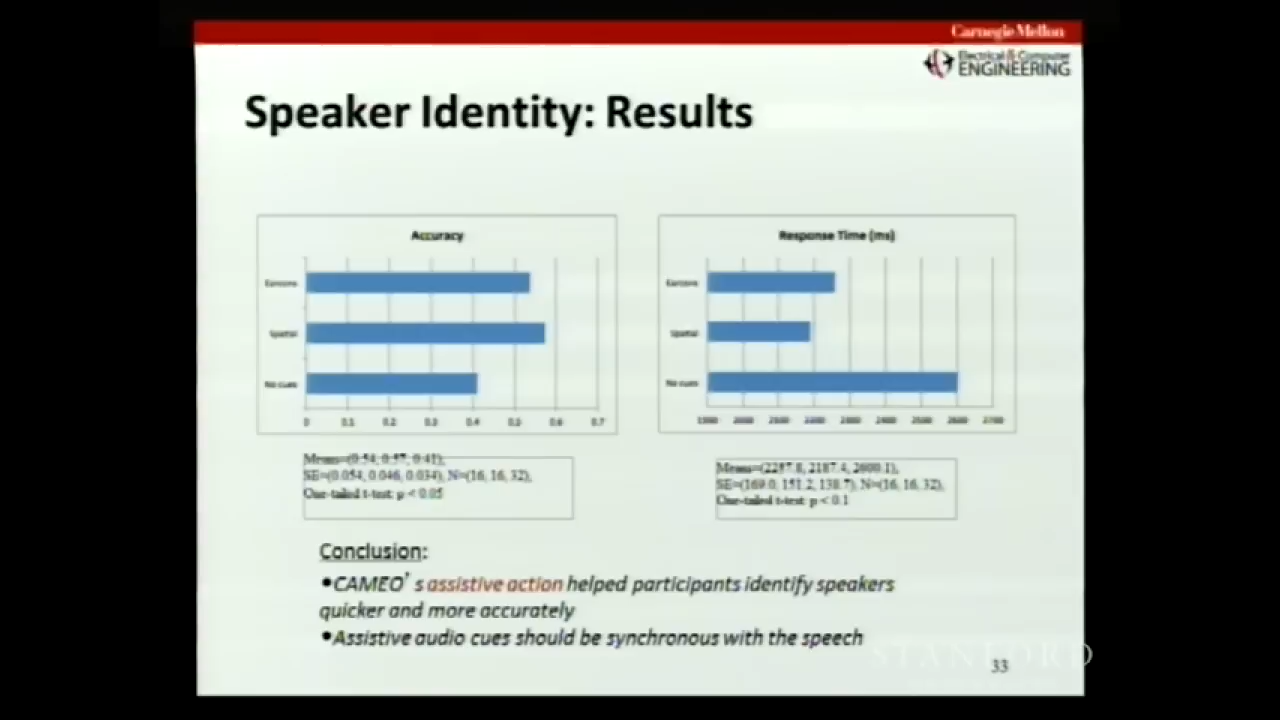 Carnegie Mellon
Electrical & Computer
ENGINEERING
Speaker Identity: Results
Accuracy
Earcons
Spatial
No cues
0 0.1 0.2 0.3 0.4 0.5 0.6 0.7
Means=(0.54, 0.57, 0.41),
SE=(0.054, 0.046, 0.034), N=(16, 16, 32),
One-tailed t-test p < 0.05
Response Time (ms)
Earcons
Spatial
No cues
1900 2000 2100 2200 2300 2400 2500 2600 2700
Means=(2257.8, 2187.4, 2600.1),
SE=(169.0, 151.2, 138.7), N=(16, 16, 32),
One-tailed t-test p < 0.1
Conclusion:
•CAMEO' s assistive action helped participants identify speakers
quicker and more accurately
•Assistive audio cues should be synchronous with the speech
STANFORD
33